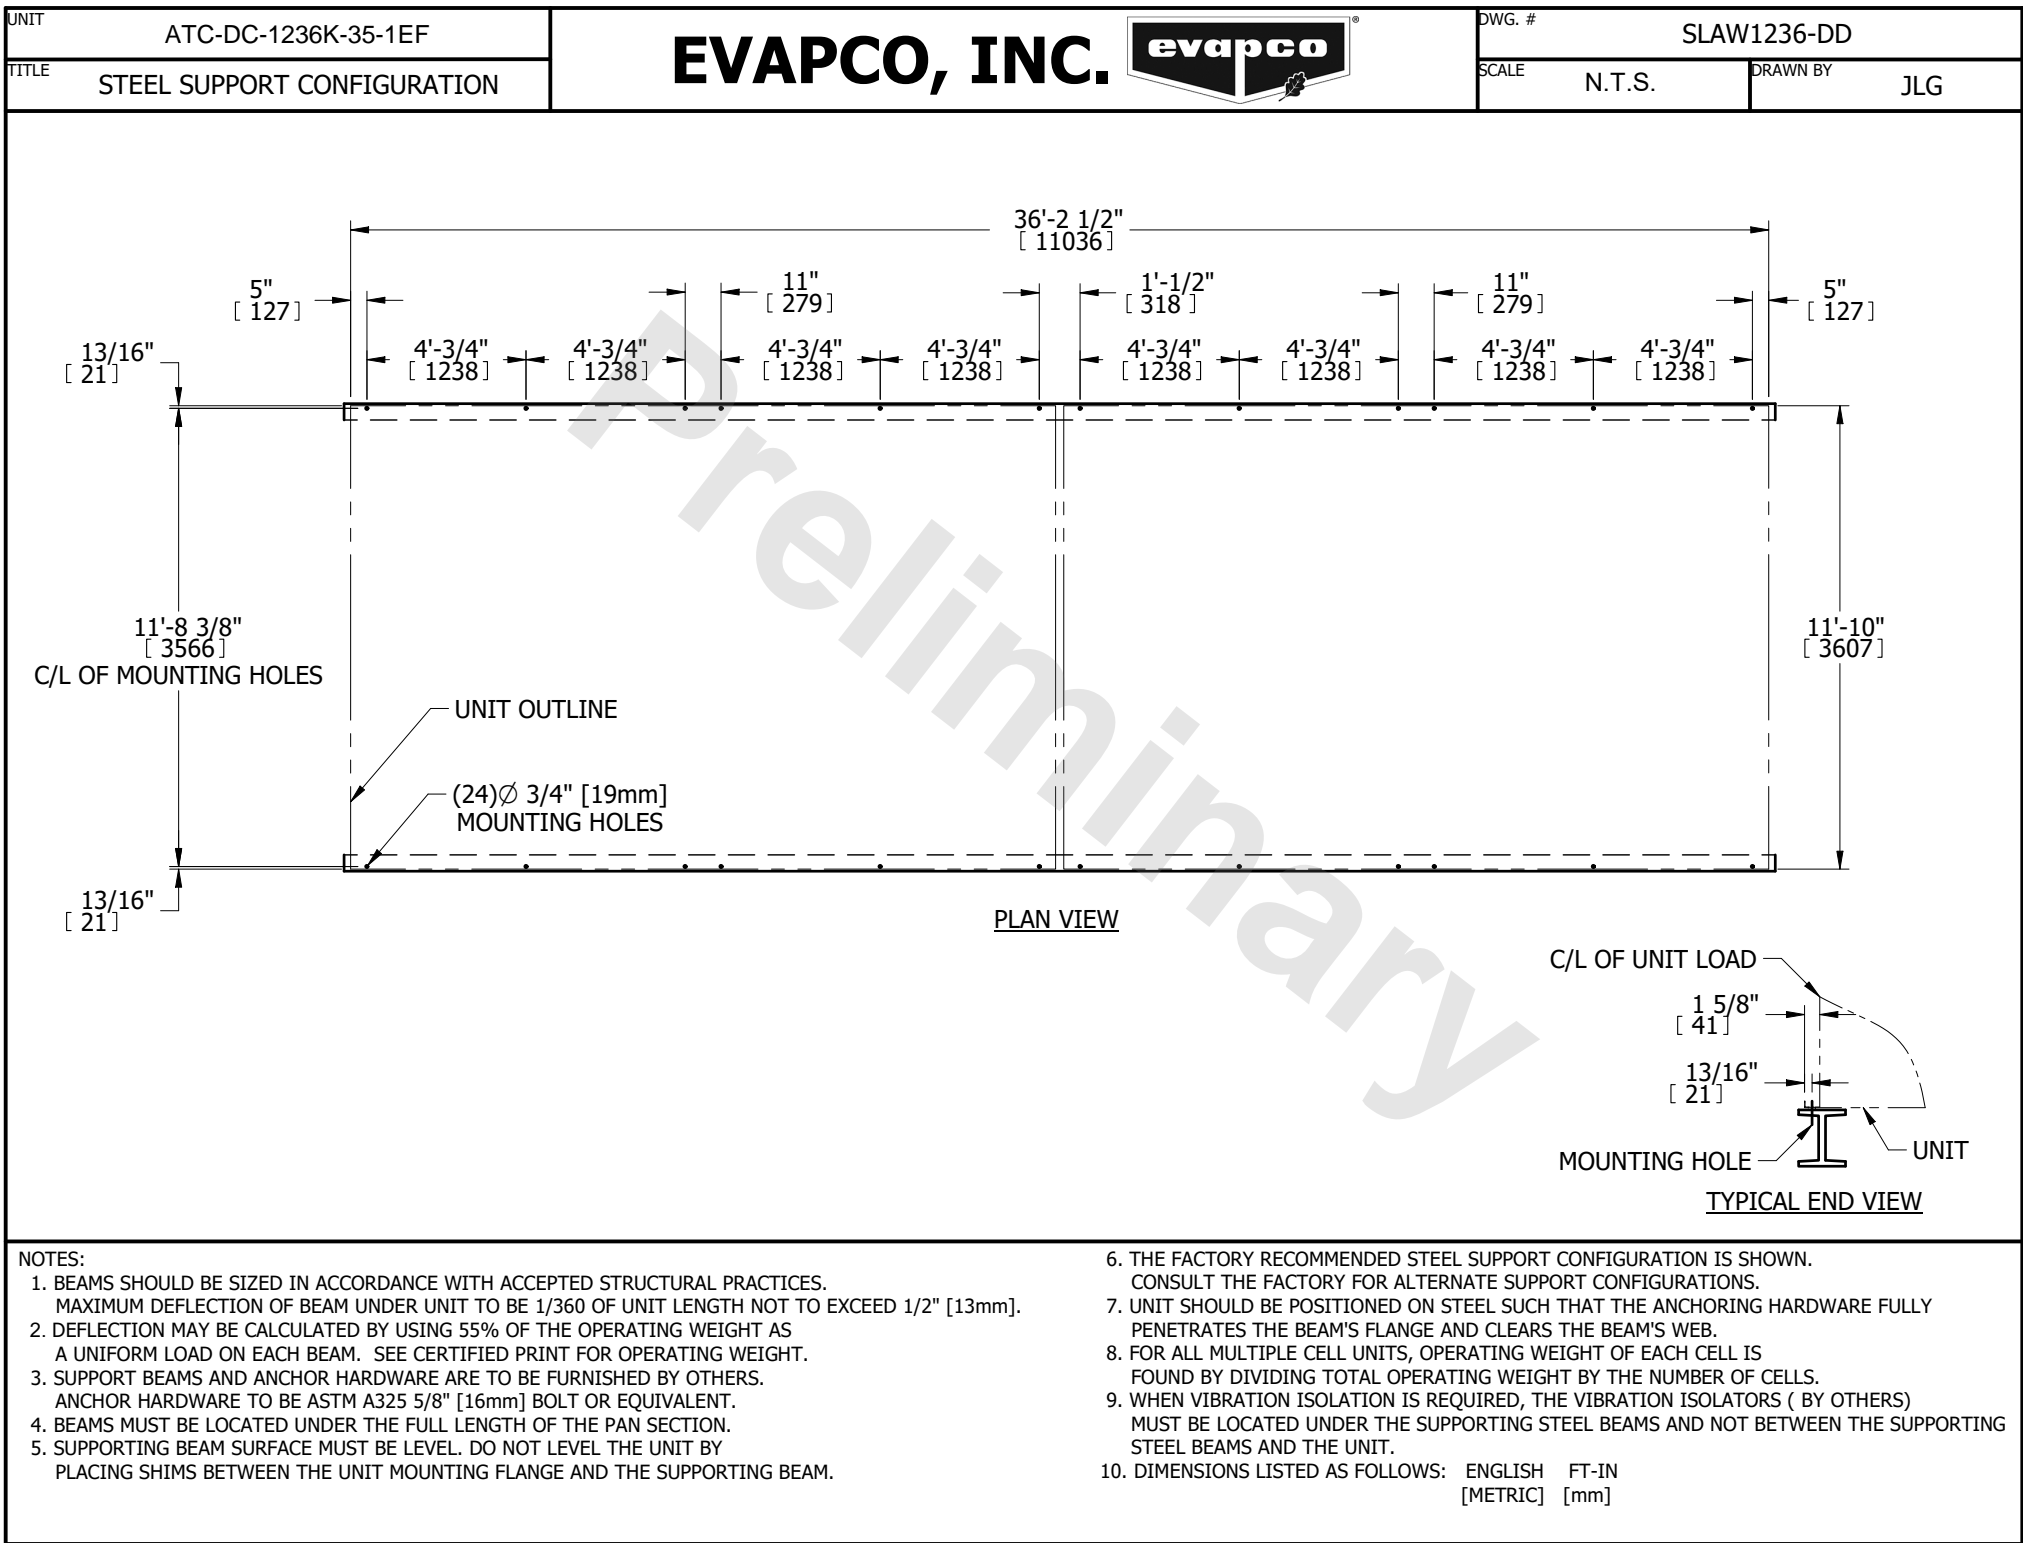 UNIT
ATC-DC-1236K-35-1EF
TITLE
STEEL SUPPORT CONFIGURATION
EVAPCO, INC.
evapco
®
DWG. #
SLAW1236-DD
SCALE
N.T.S.
DRAWN BY
JLG
36'-2 1/2"
[ 11036 ]
5"
[ 127 ]
11"
[ 279 ]
1'-1/2"
[ 318 ]
11"
[ 279 ]
5"
[ 127 ]
13/16"
[ 21 ]
4'-3/4"
[ 1238 ]
4'-3/4"
[ 1238 ]
4'-3/4"
[ 1238 ]
4'-3/4"
[ 1238 ]
4'-3/4"
[ 1238 ]
4'-3/4"
[ 1238 ]
4'-3/4"
[ 1238 ]
4'-3/4"
[ 1238 ]
11'-8 3/8"
[ 3566 ]
C/L OF MOUNTING HOLES
11'-10"
[ 3607 ]
UNIT OUTLINE
(24)∅ 3/4" [19mm]
MOUNTING HOLES
13/16"
[ 21 ]
PLAN VIEW
Preliminary
C/L OF UNIT LOAD
1 5/8"
[ 41 ]
13/16"
[ 21 ]
MOUNTING HOLE
UNIT
TYPICAL END VIEW
NOTES:
1. BEAMS SHOULD BE SIZED IN ACCORDANCE WITH ACCEPTED STRUCTURAL PRACTICES.
MAXIMUM DEFLECTION OF BEAM UNDER UNIT TO BE 1/360 OF UNIT LENGTH NOT TO EXCEED 1/2" [13mm].
2. DEFLECTION MAY BE CALCULATED BY USING 55% OF THE OPERATING WEIGHT AS
A UNIFORM LOAD ON EACH BEAM. SEE CERTIFIED PRINT FOR OPERATING WEIGHT.
3. SUPPORT BEAMS AND ANCHOR HARDWARE ARE TO BE FURNISHED BY OTHERS.
ANCHOR HARDWARE TO BE ASTM A325 5/8" [16mm] BOLT OR EQUIVALENT.
4. BEAMS MUST BE LOCATED UNDER THE FULL LENGTH OF THE PAN SECTION.
5. SUPPORTING BEAM SURFACE MUST BE LEVEL. DO NOT LEVEL THE UNIT BY
PLACING SHIMS BETWEEN THE UNIT MOUNTING FLANGE AND THE SUPPORTING BEAM.
6. THE FACTORY RECOMMENDED STEEL SUPPORT CONFIGURATION IS SHOWN.
CONSULT THE FACTORY FOR ALTERNATE SUPPORT CONFIGURATIONS.
7. UNIT SHOULD BE POSITIONED ON STEEL SUCH THAT THE ANCHORING HARDWARE FULLY
PENETRATES THE BEAM'S FLANGE AND CLEARS THE BEAM'S WEB.
8. FOR ALL MULTIPLE CELL UNITS, OPERATING WEIGHT OF EACH CELL IS
FOUND BY DIVIDING TOTAL OPERATING WEIGHT BY THE NUMBER OF CELLS.
9. WHEN VIBRATION ISOLATION IS REQUIRED, THE VIBRATION ISOLATORS ( BY OTHERS)
MUST BE LOCATED UNDER THE SUPPORTING STEEL BEAMS AND NOT BETWEEN THE SUPPORTING
STEEL BEAMS AND THE UNIT.
10. DIMENSIONS LISTED AS FOLLOWS: ENGLISH FT-IN
[METRIC] [mm]